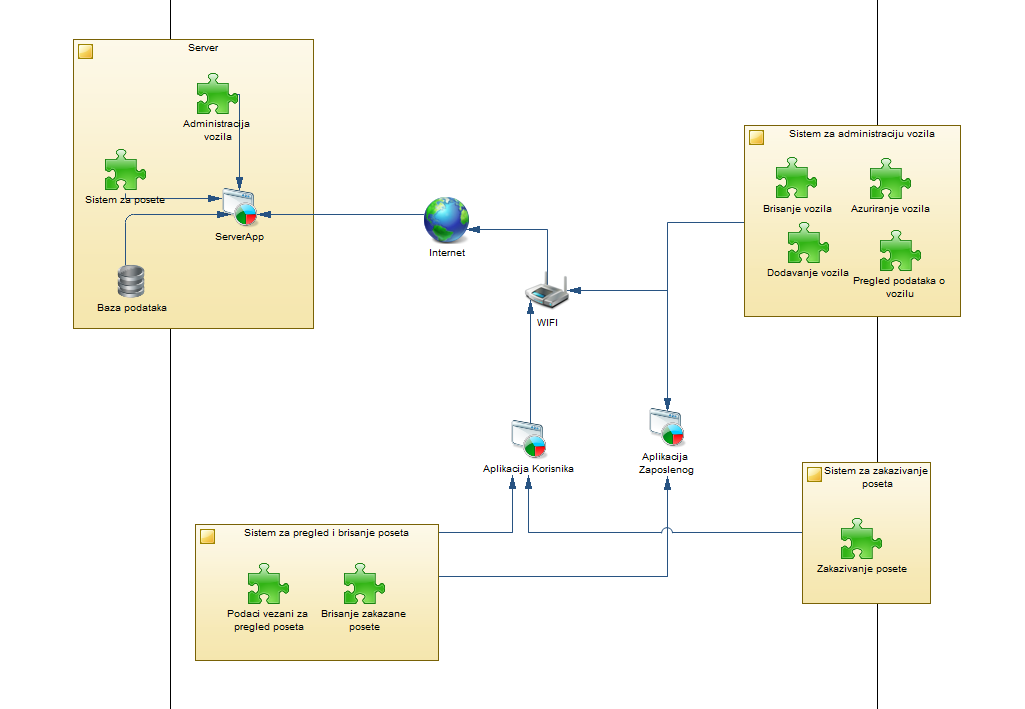 Server
Administracija
vozila
Sistem za posete
ServerApp
Baza podataka
Internet
WIFI
Sistem za administraciju vozila
Brisanje vozila
Azuriranje vozila
Dodavanje vozila
Pregled podataka o
vozilu
Aplikacija Korisnika
Aplikacija
Zaposlenog
Sistem za zakazivanje
poseta
Zakazivanje posete
Sistem za pregled i brisanje poseta
Podaci vezani za
pregled poseta
Brisanje zakazane
posete